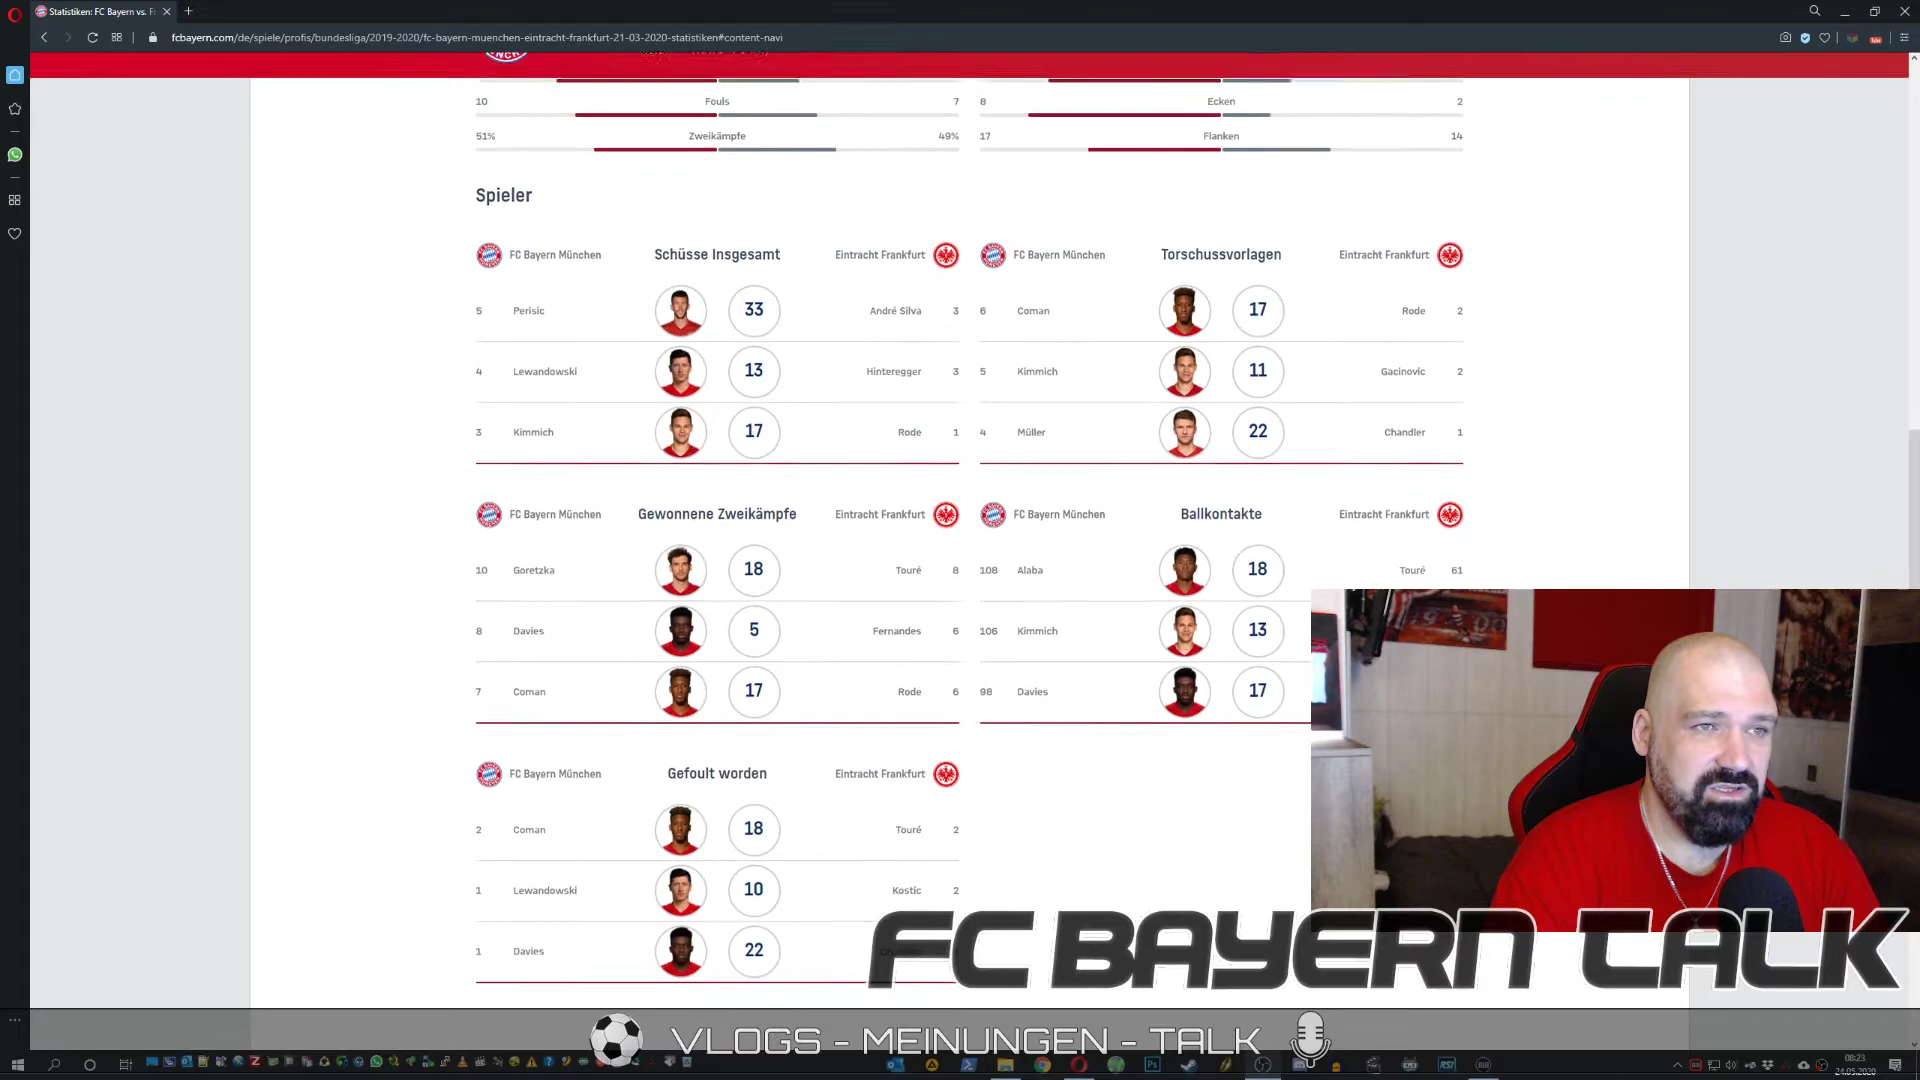 Statistiken: FC Bayern vs. Fr
fcbayern.com/de/spiele/profis/bundesliga/2019-2020/fc-bayern-muenchen-eintracht-frankfurt-21-03-2020-statistiken#content-navi
10 Fouls 7
8 Ecken 2
51% Zweikämpfe 49%
17 Flanken 14
Spieler
FC Bayern München Schüsse Insgesamt Eintracht Frankfurt
5 Perisic 33 André Silva 3
4 Lewandowski 13 Hinteregger 3
3 Kimmich 17 Rode 1
FC Bayern München Torschussvorlagen Eintracht Frankfurt
6 Coman 17 Rode 2
5 Kimmich 11 Gacinovic 2
4 Müller 22 Chandler 1
FC Bayern München Gewonnene Zweikämpfe Eintracht Frankfurt
10 Goretzka 18 Touré 8
8 Davies 5 Fernandes 6
7 Coman 17 Rode 6
FC Bayern München Ballkontakte Eintracht Frankfurt
108 Alaba 18 Touré 61
106 Kimmich 13
98 Davies 17
FC Bayern München Gefoult worden Eintracht Frankfurt
2 Coman 18 Touré 2
1 Lewandowski 10 Kostic 2
1 Davies 22
1900
FC BAYERN TALK
VLOGS - MEINUNGEN - TALK
08:23
24.05.2020